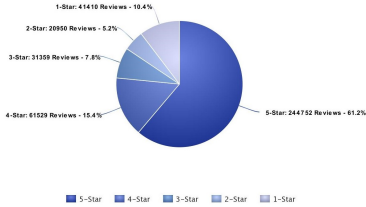 1-Star: 41410 Reviews - 10.4%
2-Star: 20950 Reviews - 5.2%
3-Star: 31359 Reviews - 7.8%
4-Star: 61529 Reviews - 15.4%
5-Star: 244752 Reviews - 61.2%
5-Star 4-Star 3-Star 2-Star 1-Star